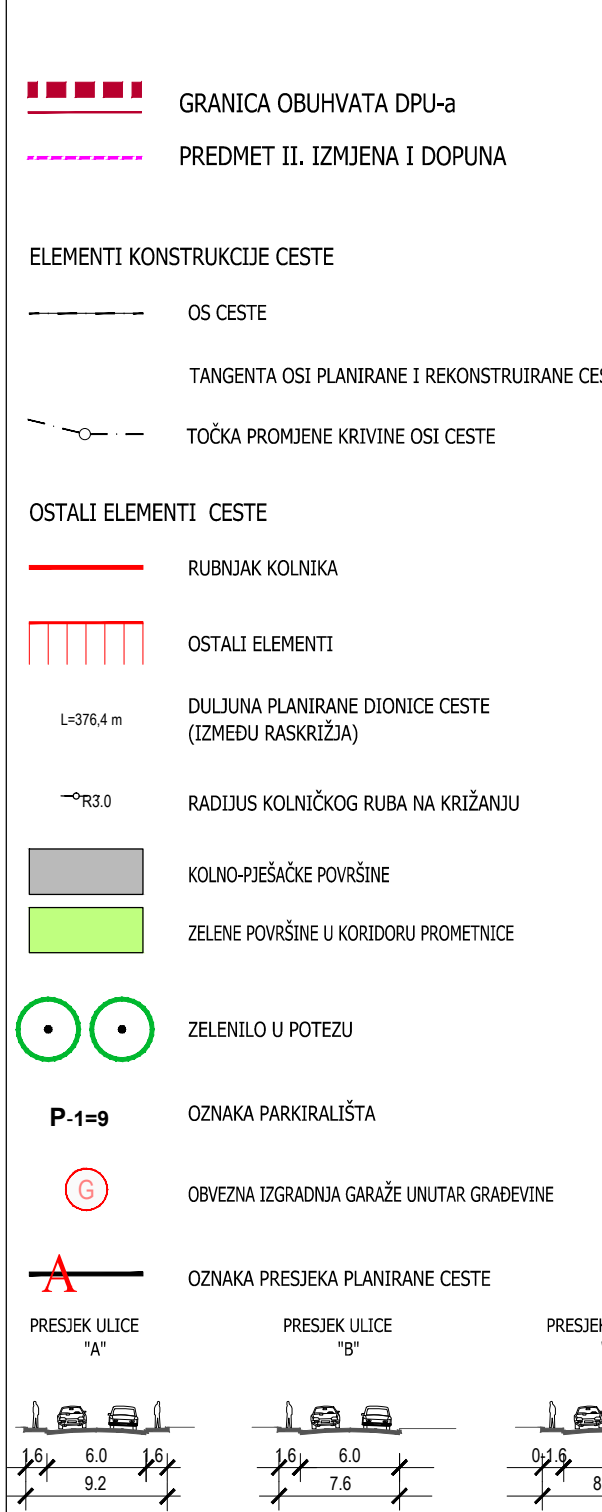 GRANICA OBUHVATA DPU-a
PREDMET II. IZMJENA I DOPUNA
ELEMENTI KONSTRUKCIJE CESTE
OS CESTE
TANGENTA OSI PLANIRANE I REKONSTRUIRANE
TOČKA PROMJENE KRIVINE OSI CESTE
OSTALI ELEMENTI CESTE
RUBNJAK KOLNIKA
OSTALI ELEMENTI
L=376,4 m
DULJUNA PLANIRANE DIONICE CESTE
(IZMEĐU RASKRIŽJA)
R3.0
RADIJUS KOLNIČKOG RUBA NA KRIŽANJU
KOLNO-PJEŠAČKE POVRŠINE
ZELENE POVRŠINE U KORIDORU PROMETNICE
ZELENILO U POTEZU
P-1=9
OZNAKA PARKIRALIŠTA
G
OBVEZNA IZGRADNJA GARAŽE UNUTAR GRAĐEVINE
A
OZNAKA PRESJEKA PLANIRANE CESTE
PRESJEK ULICE
"A"
PRESJEK ULICE
"B"
1.6 6.0 1.6
9.2
1.6 6.0
7.6
0-1.6